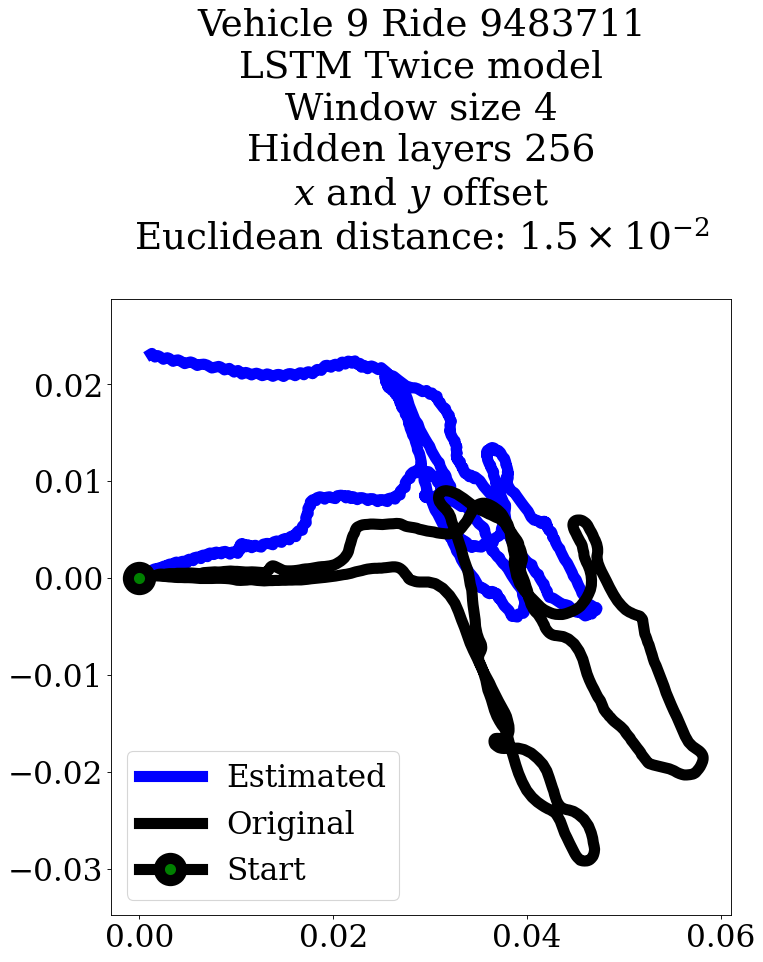 Vehicle 9 Ride 9483711
LSTM Twice model
Window size 4
Hidden layers 256
x and y offset
Euclidean distance: 1.5 × 10⁻²
0.02
0.01
0.00
−0.01
−0.02
−0.03
Estimated
Original
Start
0.00 0.02 0.04 0.06